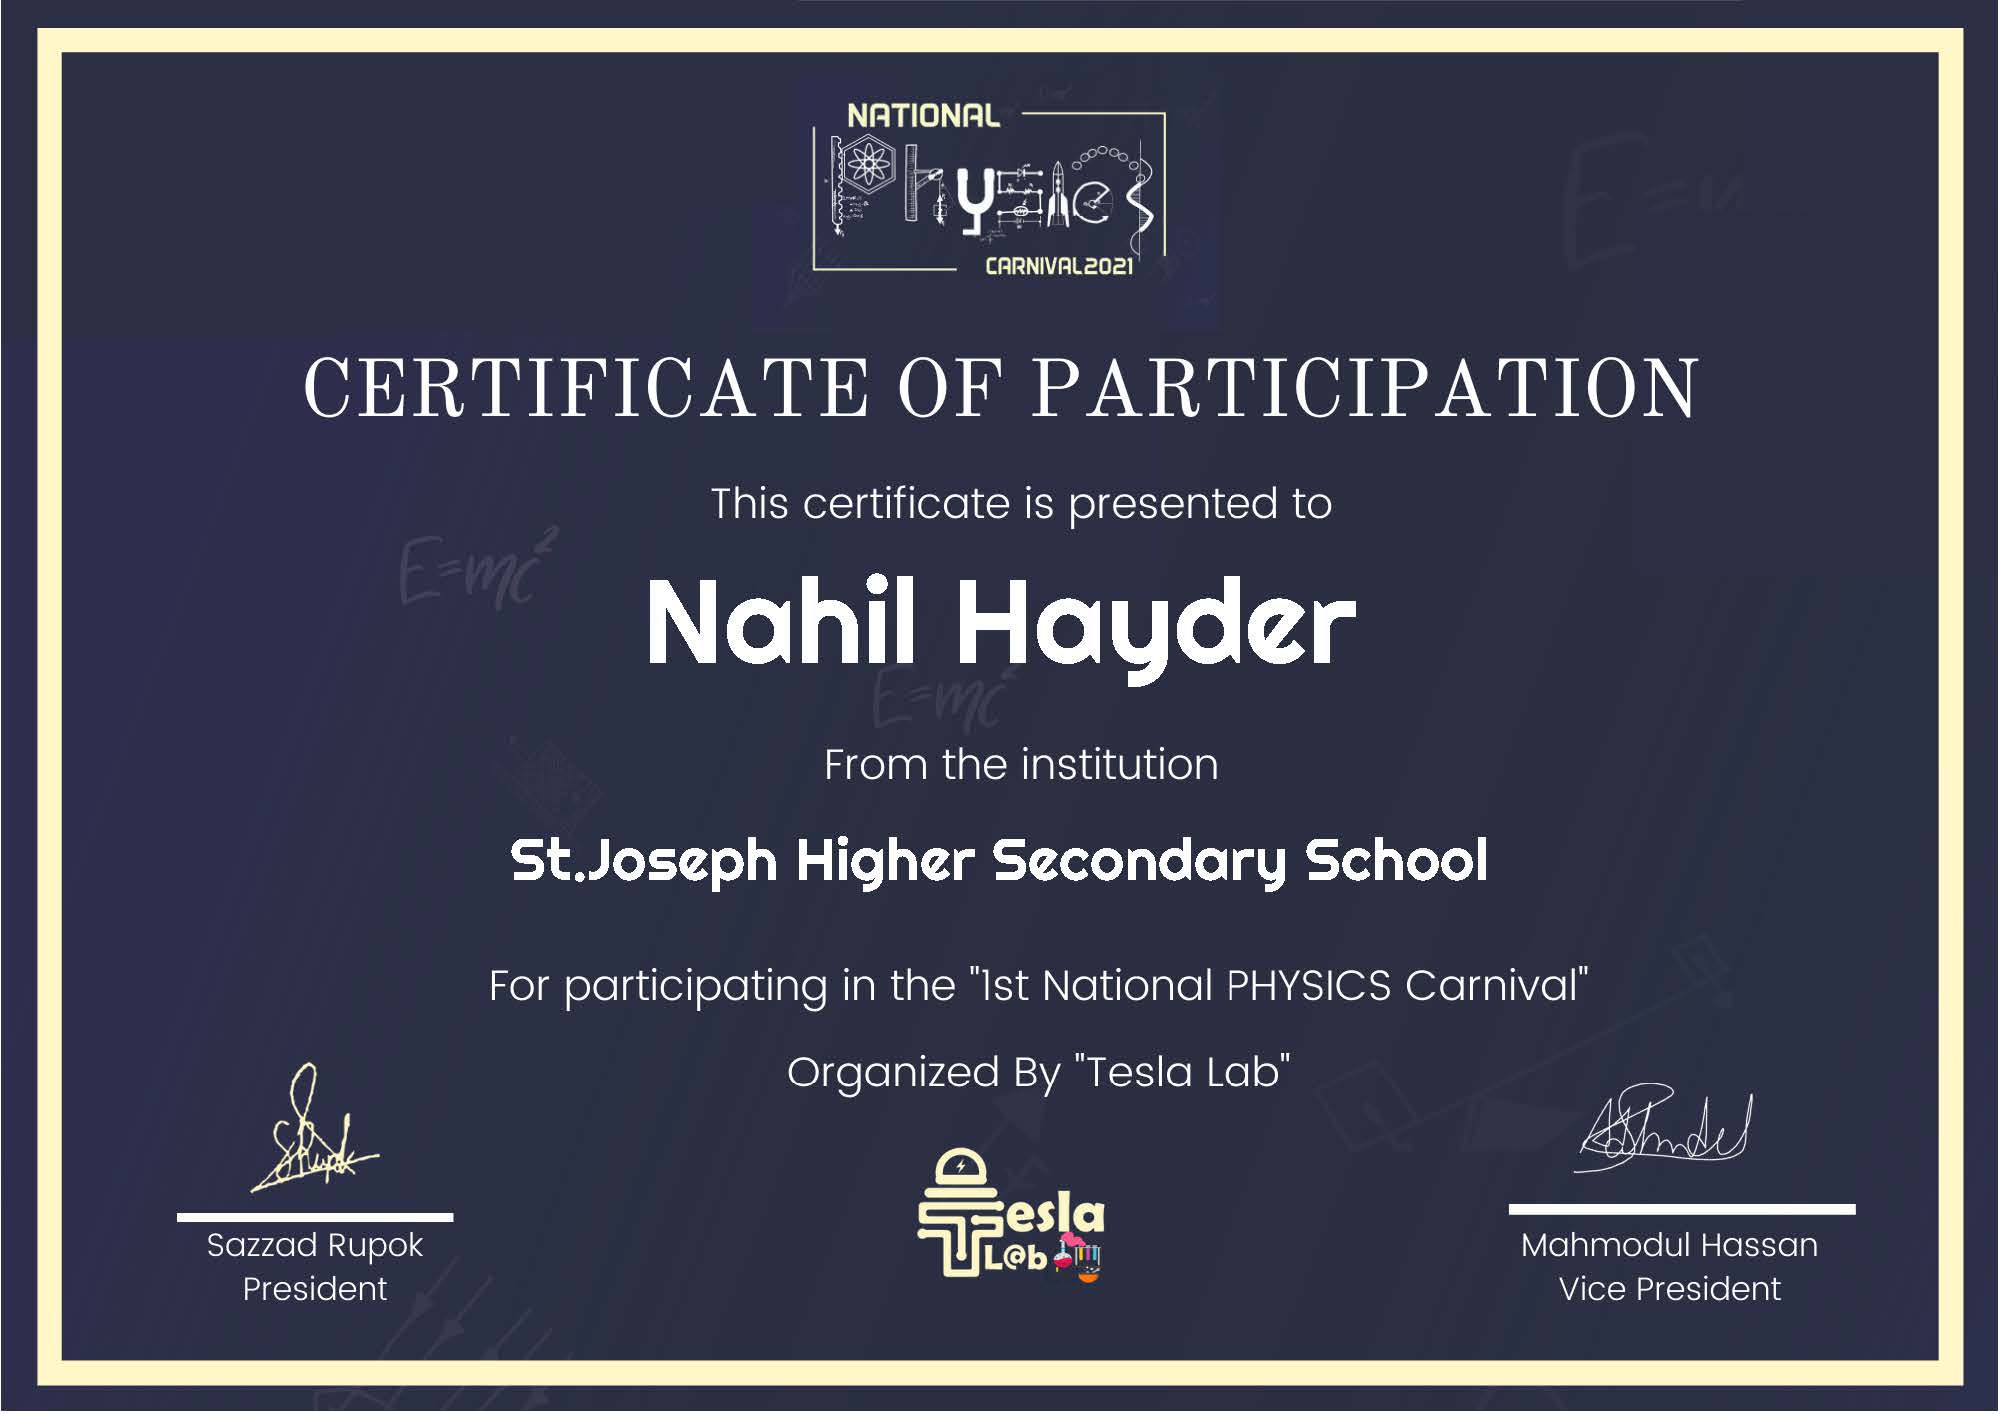 NATIONAL
Physics
CARNIVAL2021
CERTIFICATE OF PARTICIPATION
This certificate is presented to
E=mc²
Nahil Hayder
E=mc²
From the institution
St.Joseph Higher Secondary School
For participating in the "1st National PHYSICS Carnival"
Organized By "Tesla Lab"
Tesla
L@b
Sazzad Rupok
President
Mahmodul Hassan
Vice President